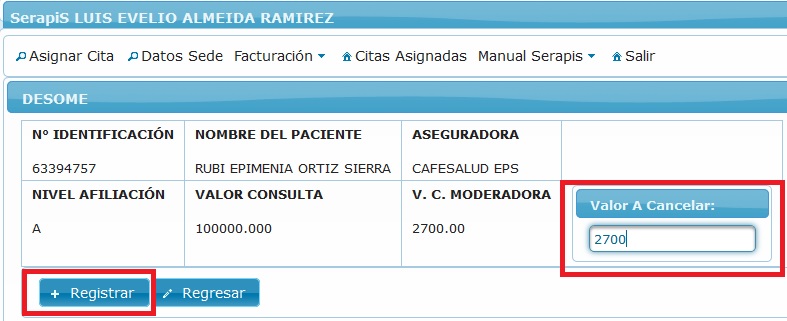 SerapiS LUIS EVELIO ALMEIDA RAMIREZ
Asignar Cita Datos Sede Facturación Citas Asignadas Manual Serapis Salir
DESOME
Nº IDENTIFICACIÓN NOMBRE DEL PACIENTE ASEGURADORA
63394757 RUBI EPIMENIA ORTIZ SIERRA CAFESALUD EPS
NIVEL AFILIACIÓN VALOR CONSULTA V. C. MODERADORA Valor A Cancelar:
A 100000.000 2700.00 2700
+ Registrar Regresar